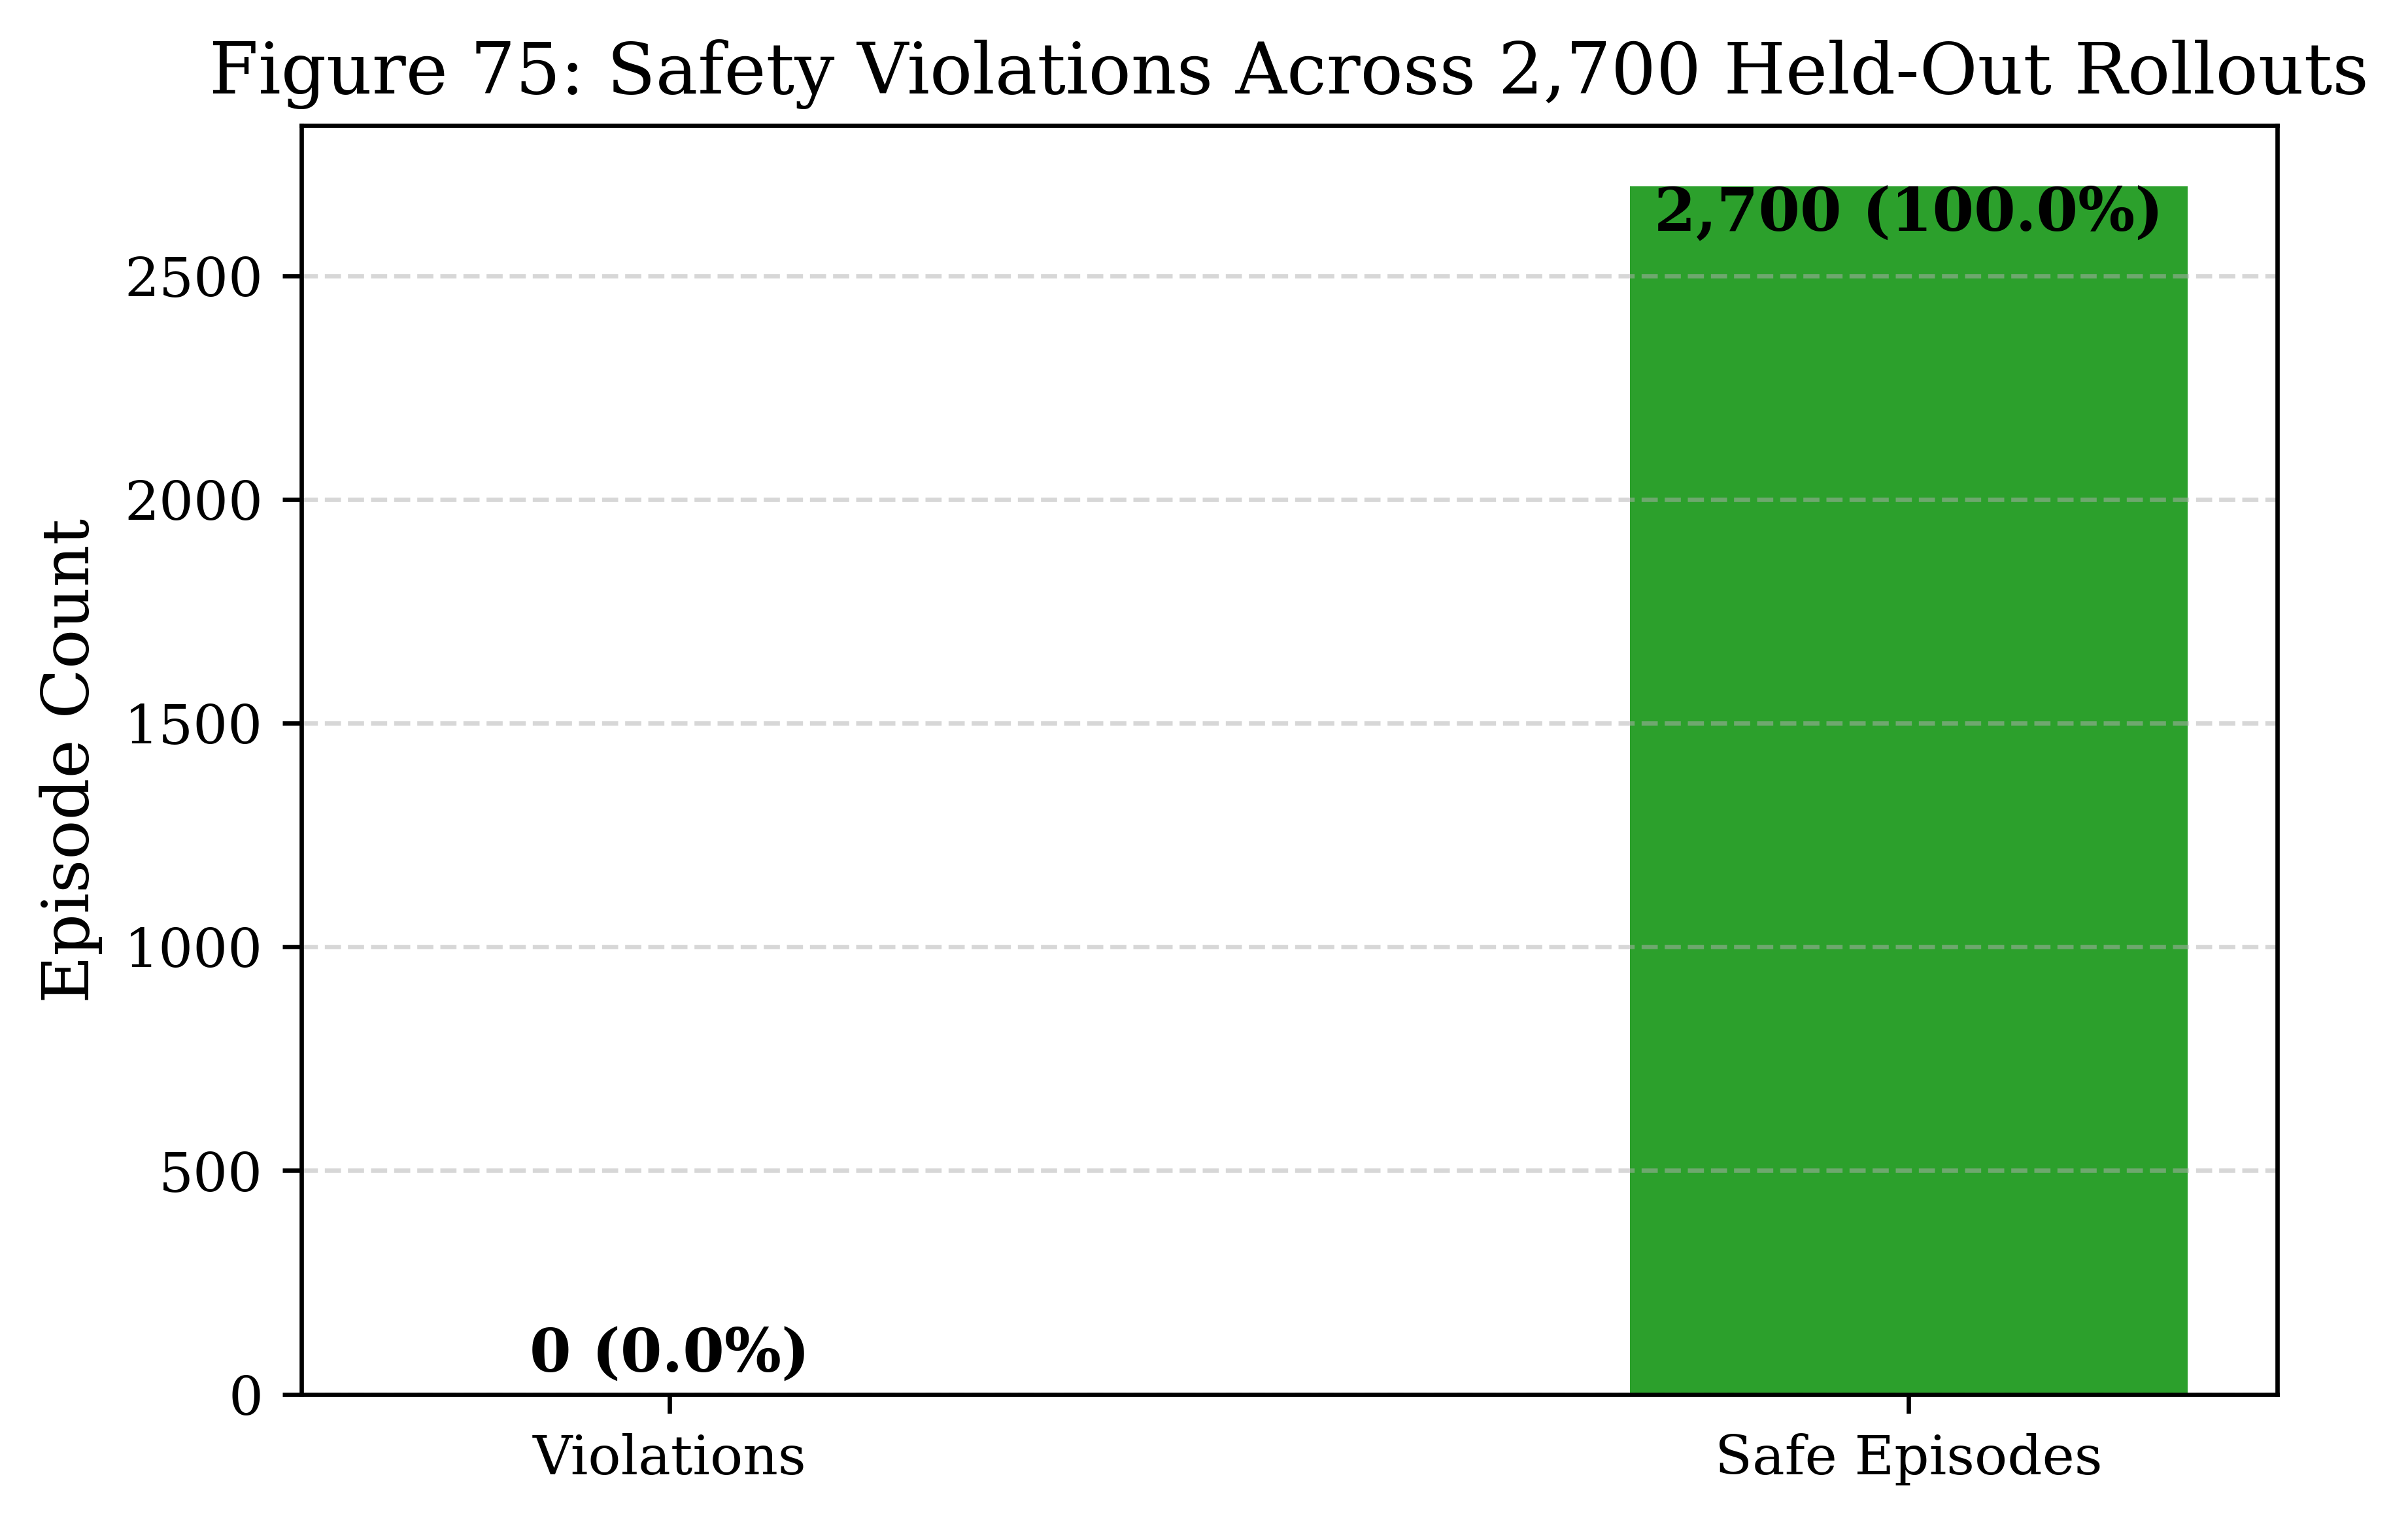 Figure 75: Safety Violations Across 2,700 Held-Out Rollouts
Episode Count
2500
2000
1500
1000
500
0
2,700 (100.0%)
0 (0.0%)
Violations
Safe Episodes